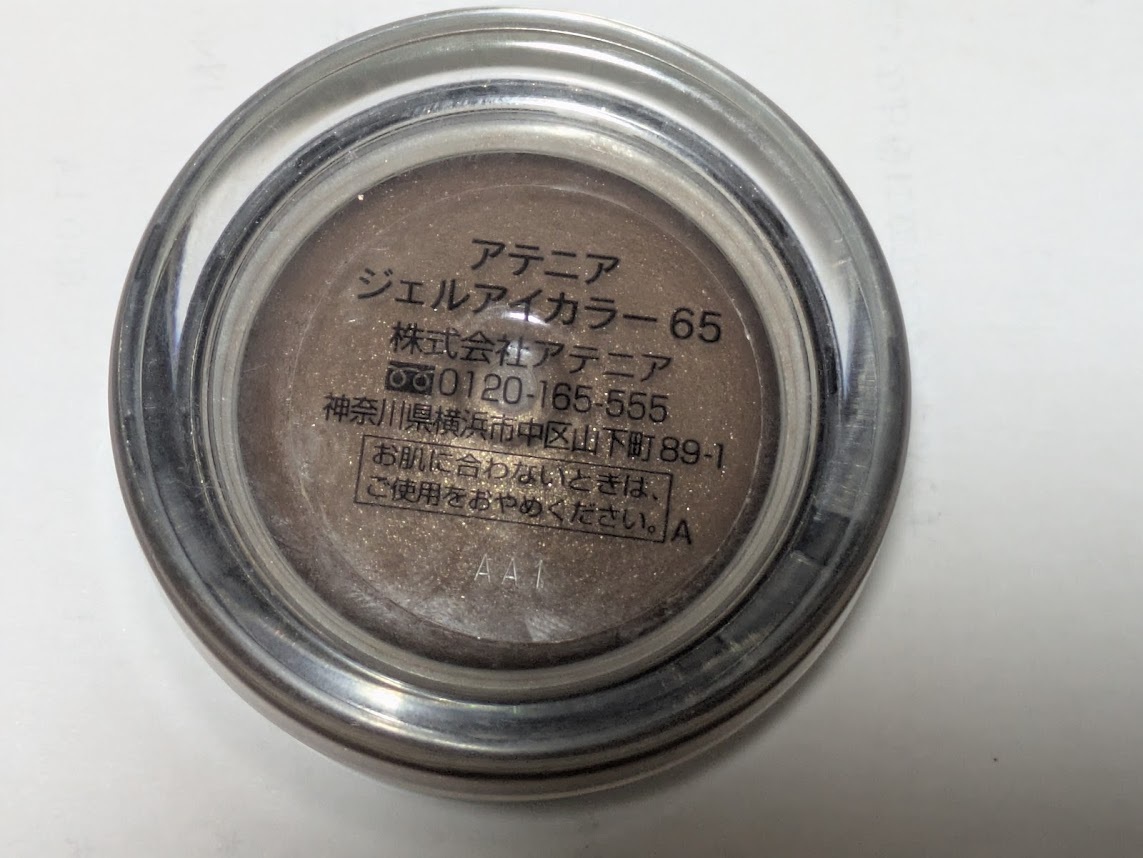 アテニア
ジェルアイカラー 65
株式会社アテニア
0120-165-555
神奈川県横浜市中区山下町 89-1
お肌に合わないときは、
ご使用をおやめください。 A
AA1